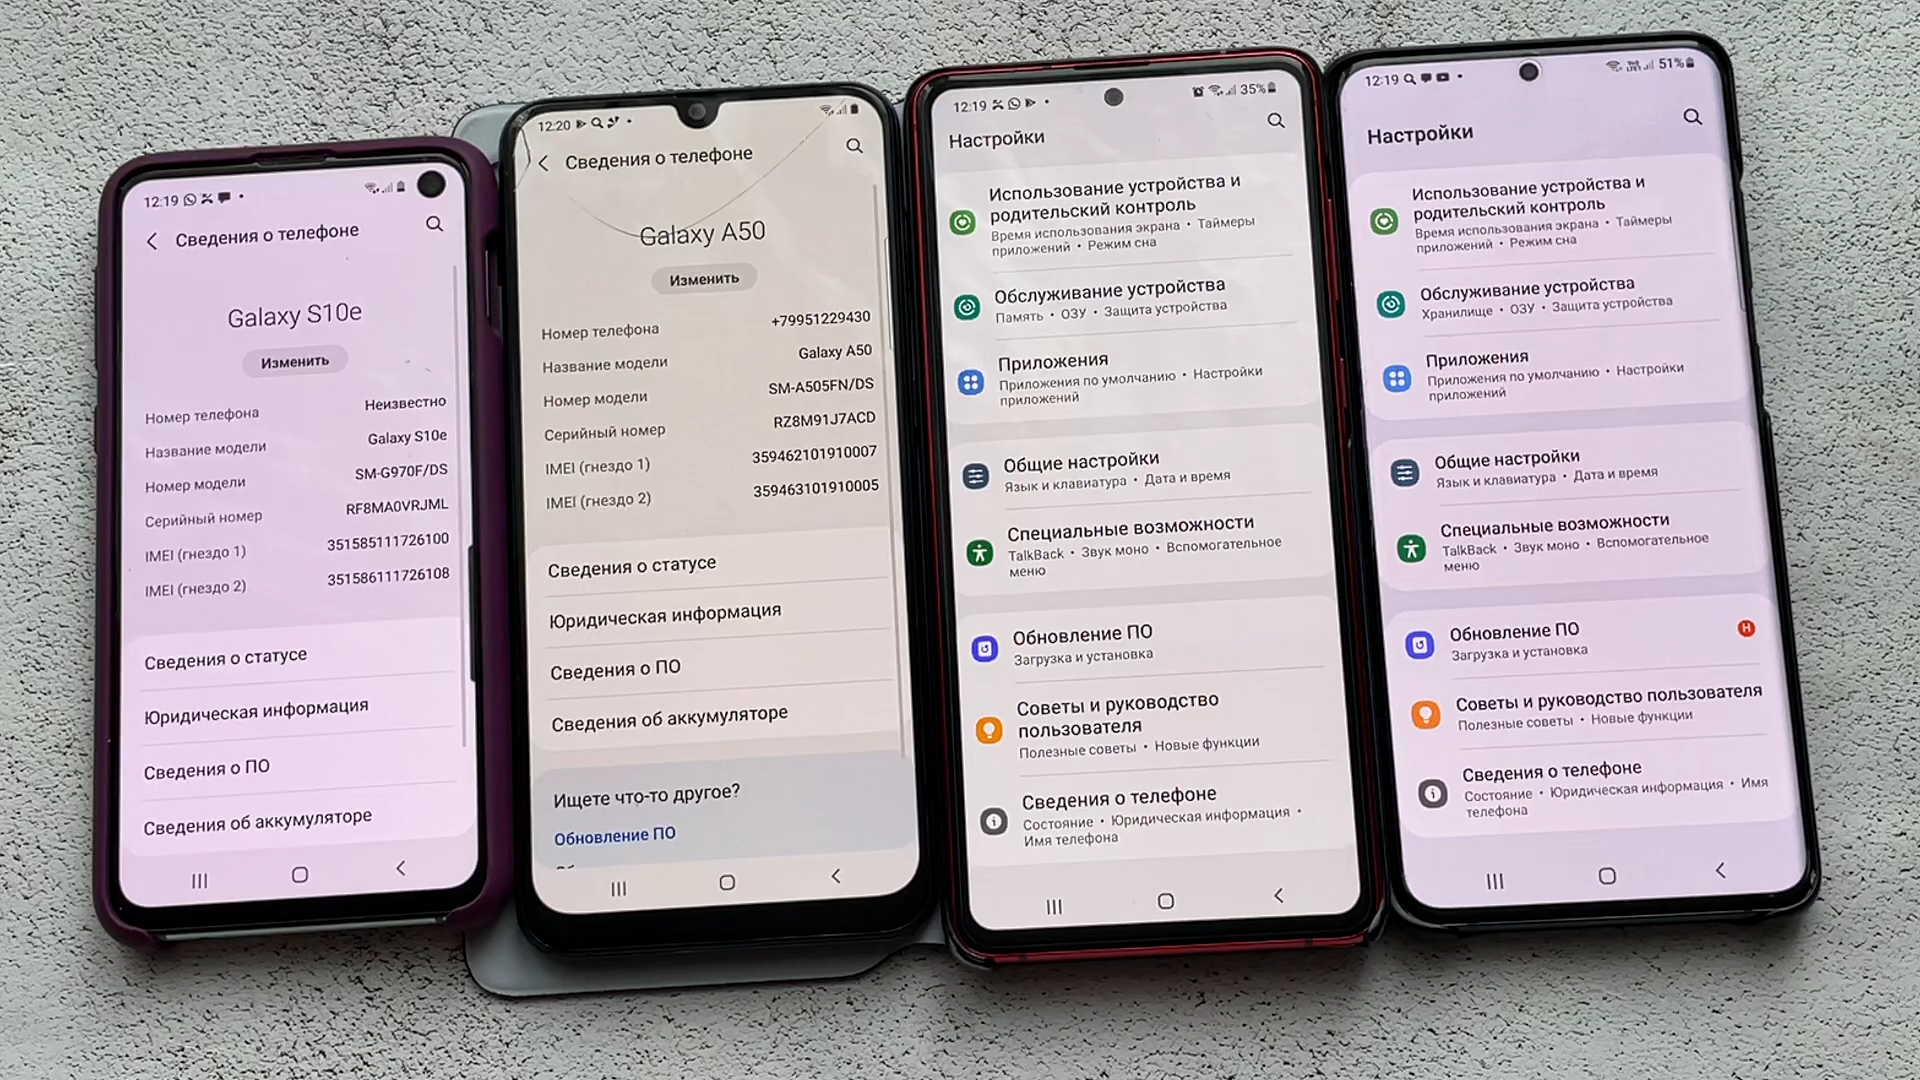 12:19
Сведения о телефоне
Galaxy S10e
Изменить
Номер телефона Неизвестно
Название модели Galaxy S10e
Номер модели SM-G970F/DS
Серийный номер RF8MA0VRJML
IMEI (гнездо 1) 351585111726100
IMEI (гнездо 2) 351586111726108
Сведения о статусе
Юридическая информация
Сведения о ПО
Сведения об аккумуляторе
12:20
Сведения о телефоне
Galaxy A50
Изменить
Номер телефона +79951229430
Название модели Galaxy A50
Номер модели SM-A505FN/DS
Серийный номер RZ8M91J7ACD
IMEI (гнездо 1) 359462101910007
IMEI (гнездо 2) 359463101910005
Сведения о статусе
Юридическая информация
Сведения о ПО
Сведения об аккумуляторе
Ищете что-то другое?
Обновление ПО
12:19 35%
Настройки
Использование устройства и
родительский контроль
Время использования экрана • Таймеры
приложений • Режим сна
Обслуживание устройства
Память • ОЗУ • Защита устройства
Приложения
Приложения по умолчанию • Настройки
приложений
Общие настройки
Язык и клавиатура • Дата и время
Специальные возможности
TalkBack • Звук моно • Вспомогательное
меню
Обновление ПО
Загрузка и установка
Советы и руководство
пользователя
Полезные советы • Новые функции
Сведения о телефоне
Состояние • Юридическая информация •
Имя телефона
12:19 51%
Настройки
Использование устройства и
родительский контроль
Время использования экрана • Таймеры
приложений • Режим сна
Обслуживание устройства
Хранилище • ОЗУ • Защита устройства
Приложения
Приложения по умолчанию • Настройки
приложений
Общие настройки
Язык и клавиатура • Дата и время
Специальные возможности
TalkBack • Звук моно • Вспомогательное
меню
Обновление ПО Н
Загрузка и установка
Советы и руководство пользователя
Полезные советы • Новые функции
Сведения о телефоне
Состояние • Юридическая информация • Имя
телефона